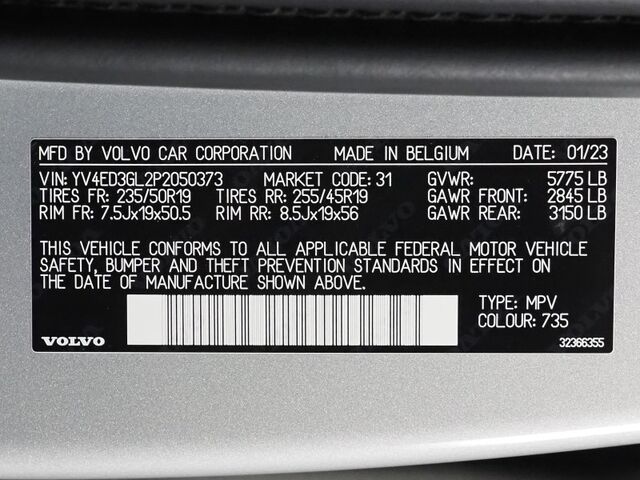 MFD BY VOLVO CAR CORPORATION MADE IN BELGIUM DATE: 01/23
VIN: YV4ED3GL2P2050373 MARKET CODE: 31 GVWR: 5775 LB
TIRES FR: 235/50R19 TIRES RR: 255/45R19 GAWR FRONT: 2845 LB
RIM FR: 7.5Jx19x50.5 RIM RR: 8.5Jx19x56 GAWR REAR: 3150 LB
THIS VEHICLE CONFORMS TO ALL APPLICABLE FEDERAL MOTOR VEHICLE
SAFETY, BUMPER AND THEFT PREVENTION STANDARDS IN EFFECT ON
THE DATE OF MANUFACTURE SHOWN ABOVE.
TYPE: MPV
COLOUR: 735
VOLVO 32366355